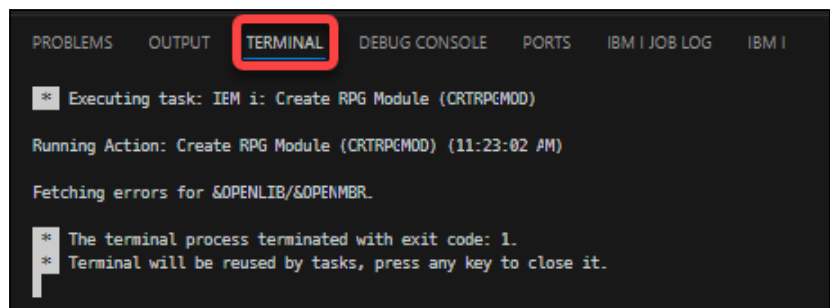 PROBLEMS OUTPUT TERMINAL DEBUG CONSOLE PORTS IBM I JOB LOG IBM I
* Executing task: IBM i: Create RPG Module (CRTRPGMOD)
Running Action: Create RPG Module (CRTRPGMOD) (11:23:02 AM)
Fetching errors for &OPENLIB/&OPENMBR.
* The terminal process terminated with exit code: 1.
* Terminal will be reused by tasks, press any key to close it.